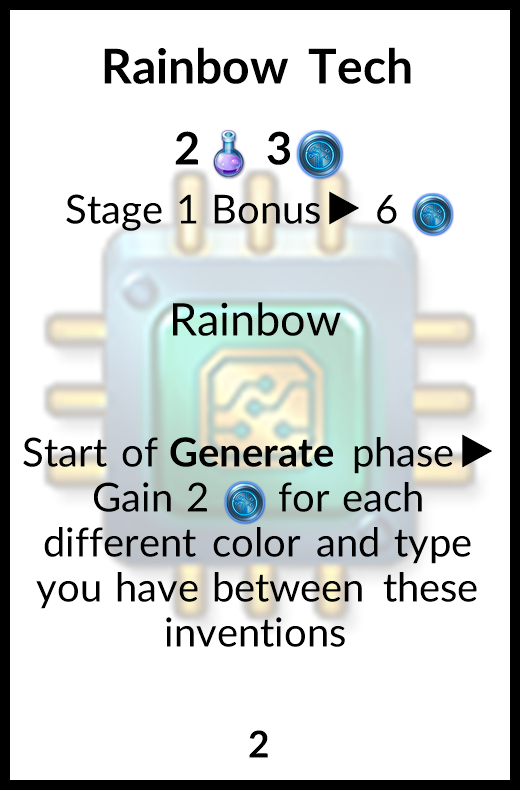 Rainbow Tech
2 3
Stage 1 Bonus▶ 6
Rainbow
Start of Generate phase▶
Gain 2 for each
different color and type
you have between these
inventions
2